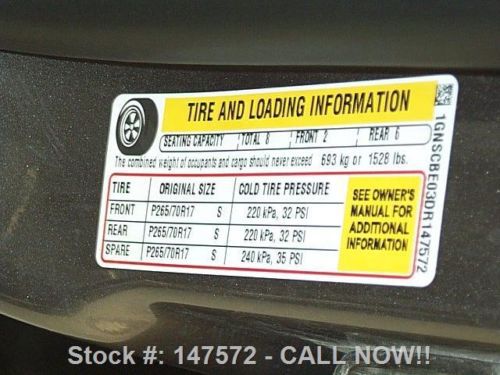 TIRE AND LOADING INFORMATION
SEATING CAPACITY TOTAL 8 FRONT 2 REAR 6
The combined weight of occupants and cargo should never exceed 693 kg or 1528 lbs.
TIRE ORIGINAL SIZE COLD TIRE PRESSURE
FRONT P265/70R17 S 220 kPa, 32 PSI
REAR P265/70R17 S 220 kPa, 32 PSI
SPARE P265/70R17 S 240 kPa, 35 PSI
SEE OWNER'S
MANUAL FOR
ADDITIONAL
INFORMATION
1GNSCBE03DR147572
Stock #: 147572 - CALL NOW!!